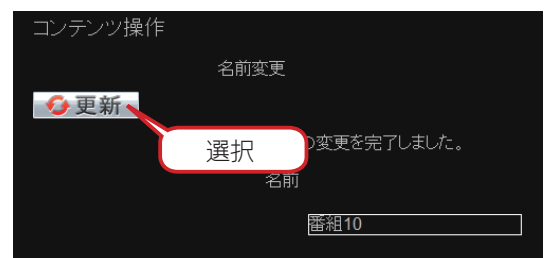 コンテンツ操作
名前変更
更新
選択
の変更を完了しました。
名前
番組10